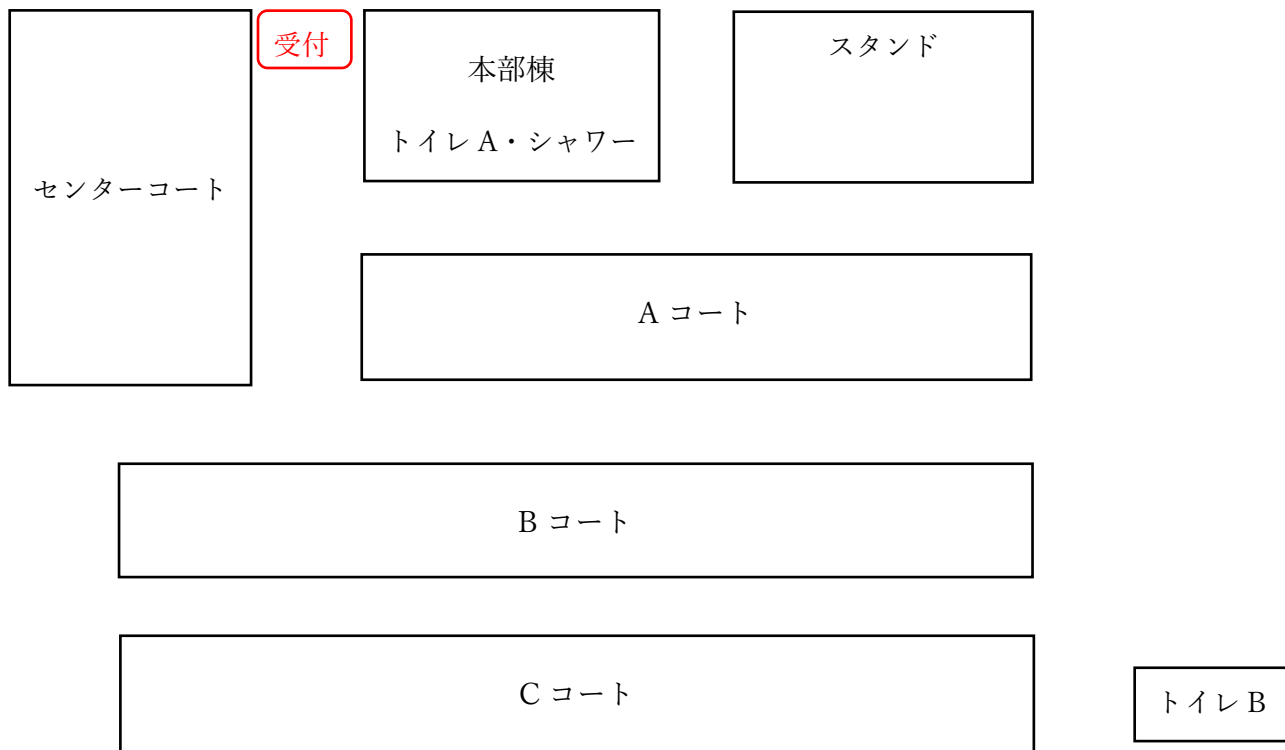 受付
本部棟
トイレ A・シャワー
スタンド
センターコート
A コート
B コート
C コート
トイレ B